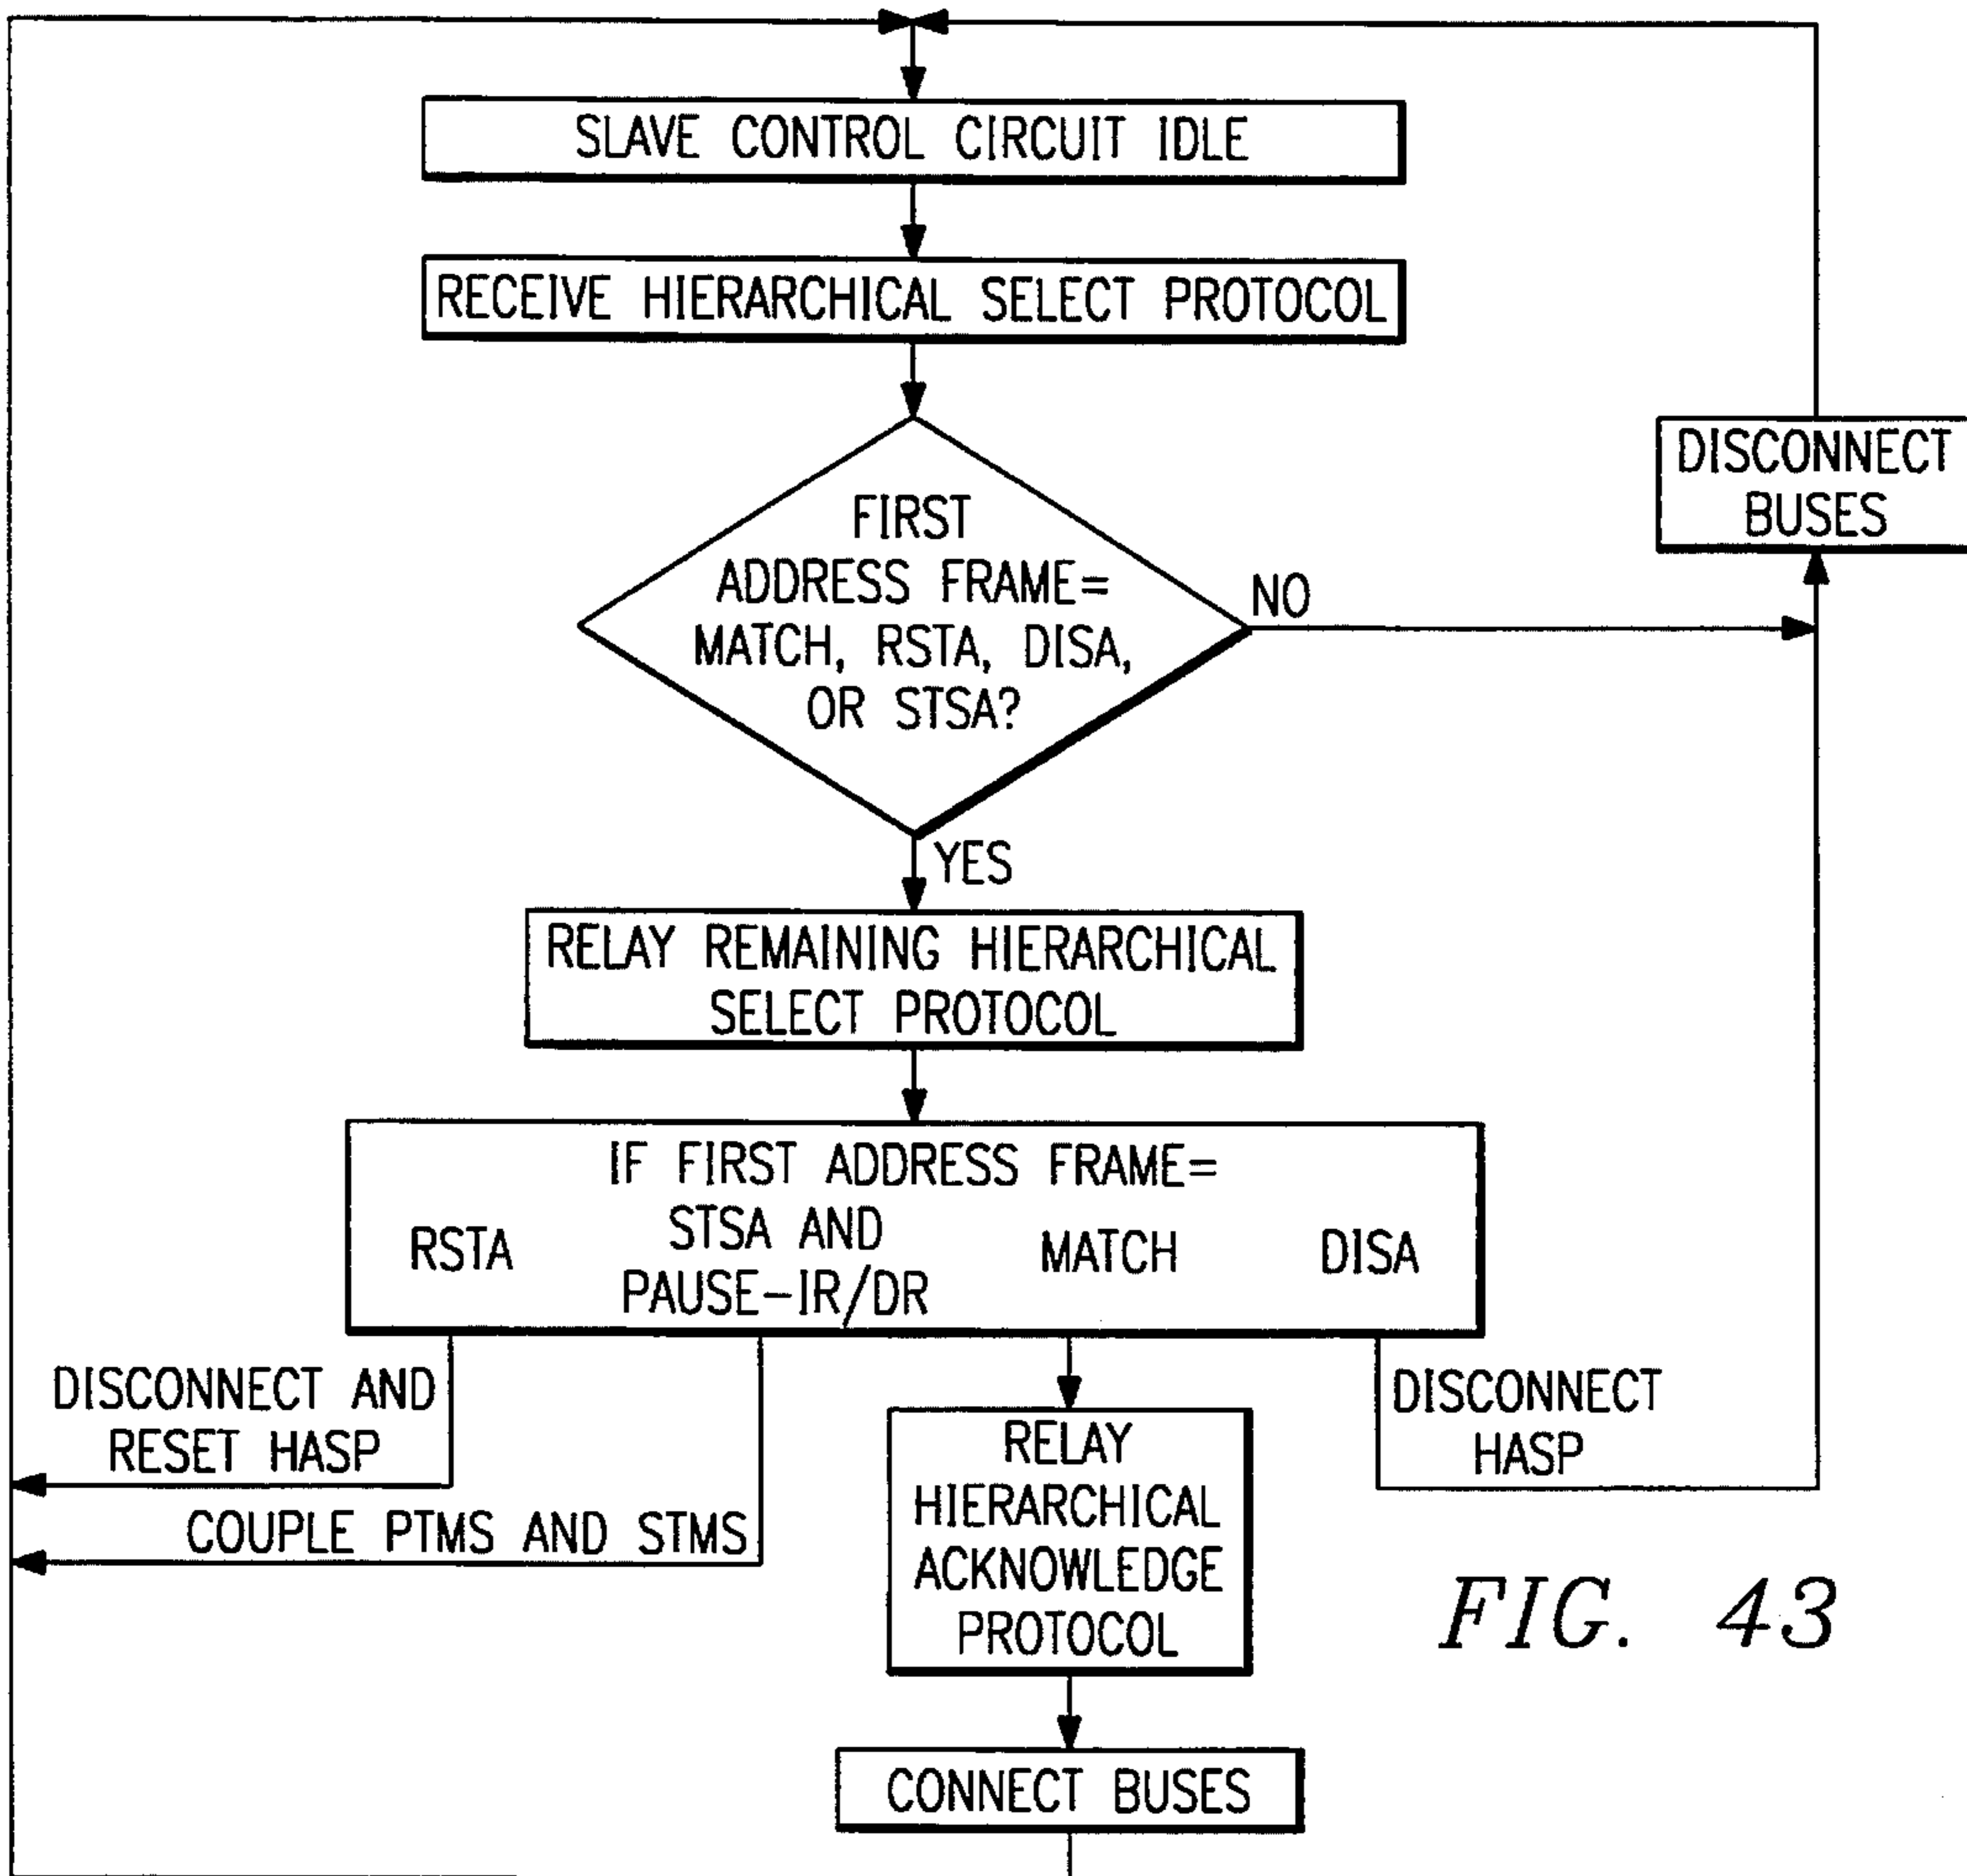 SLAVE CONTROL CIRCUIT IDLE
RECEIVE HIERARCHICAL SELECT PROTOCOL
FIRST
ADDRESS FRAME=
MATCH, RSTA, DISA,
OR STSA?
NO
DISCONNECT
BUSES
YES
RELAY REMAINING HIERARCHICAL
SELECT PROTOCOL
IF FIRST ADDRESS FRAME=
RSTA
STSA AND
PAUSE-IR/DR
MATCH
DISA
DISCONNECT AND
RESET HASP
COUPLE PTMS AND STMS
RELAY
HIERARCHICAL
ACKNOWLEDGE
PROTOCOL
DISCONNECT
HASP
CONNECT BUSES
FIG. 43